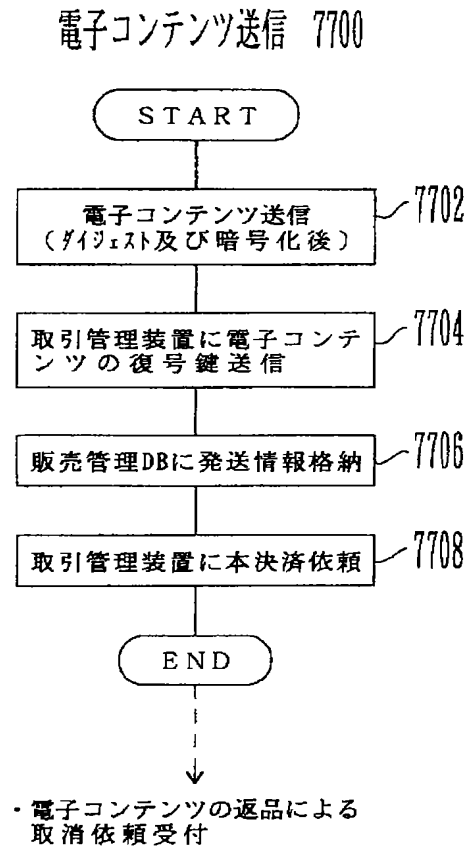 電子コンテンツ送信 7700
START
電子コンテンツ送信
(ダイジェスト及び暗号化後)
7702
取引管理装置に電子コンテ
ンツの復号鍵送信
7704
販売管理DBに発送情報格納
7706
取引管理装置に本決済依頼
7708
END
・電子コンテンツの返品による
取消依頼受付